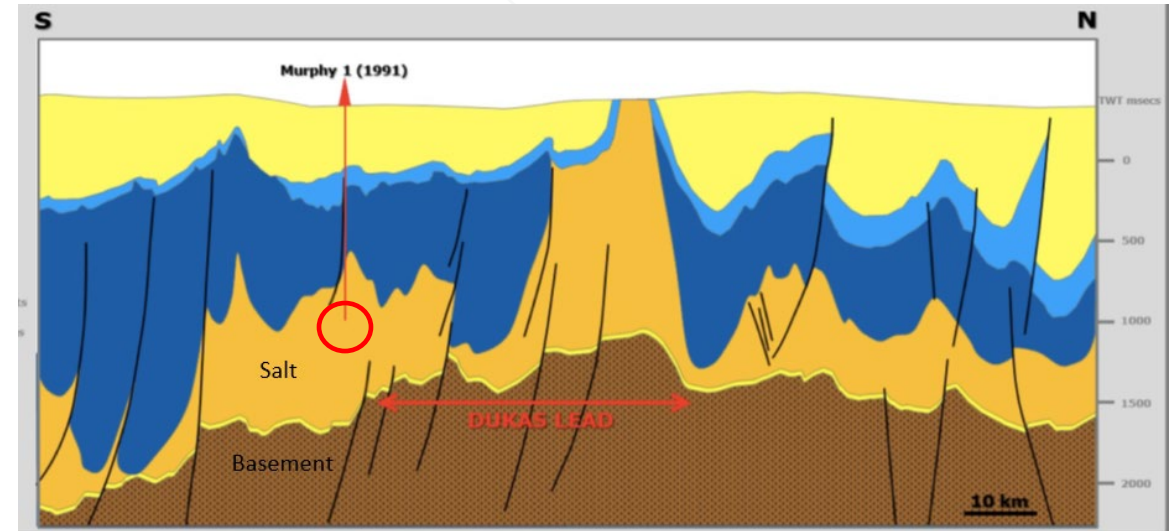 S
N
Murphy 1 (1991)
TWT msecs
0
500
1000
Salt
1500
DUKAS LEAD
Basement
2000
10 km